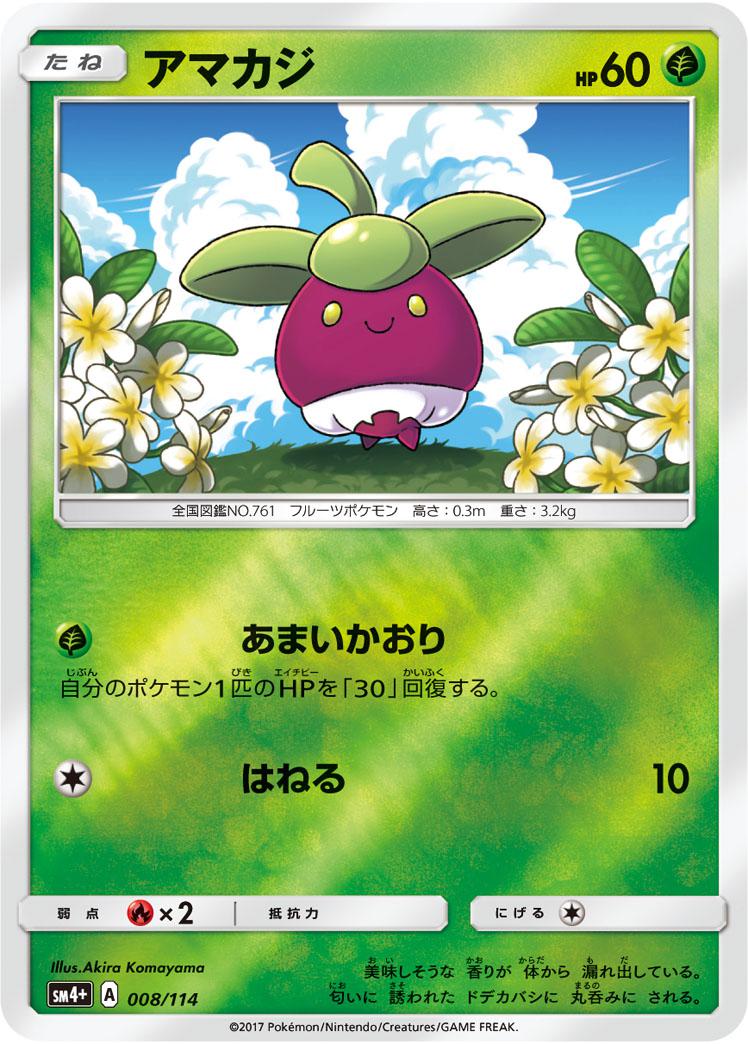 たね アマカジ HP60
全国図鑑NO.761 フルーツポケモン 高さ:0.3m 重さ:3.2kg
あまいかおり
自分のポケモン1匹のHPを「30」回復する。
はねる 10
弱点 ×2 抵抗力 にげる
Illus.Akira Komayama
美味しそうな 香りが 体から 漏れ出している。
匂いに 誘われた ドデカバシに 丸呑みに される。
SM4+ A 008/114
©2017 Pokémon/Nintendo/Creatures/GAME FREAK.